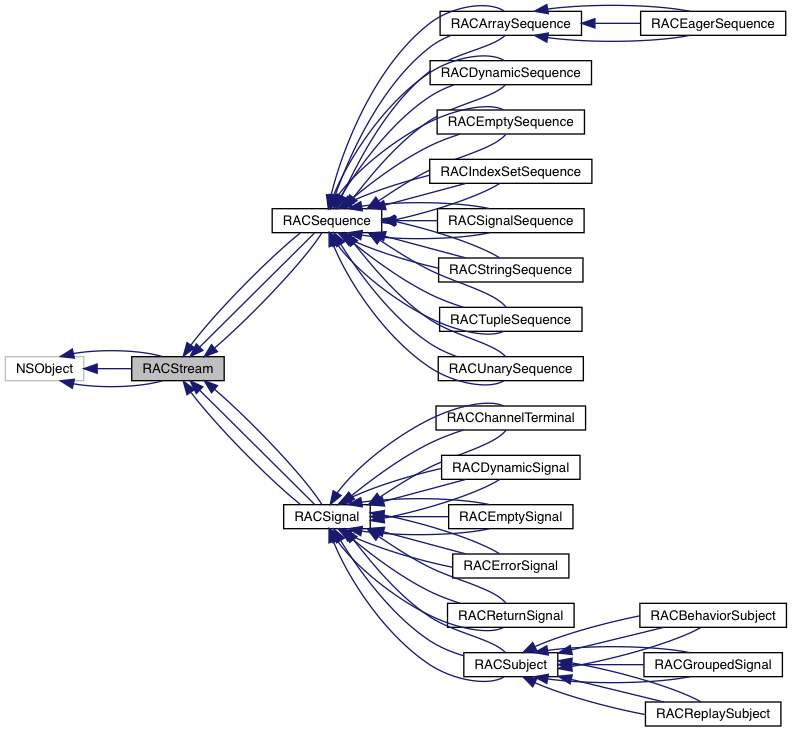 RACArraySequence
RACEagerSequence
RACDynamicSequence
RACEmptySequence
RACIndexSetSequence
RACSequence
RACSignalSequence
RACStringSequence
RACTupleSequence
NSObject
RACStream
RACUnarySequence
RACChannelTerminal
RACDynamicSignal
RACSignal
RACEmptySignal
RACErrorSignal
RACReturnSignal
RACBehaviorSubject
RACSubject
RACGroupedSignal
RACReplaySubject